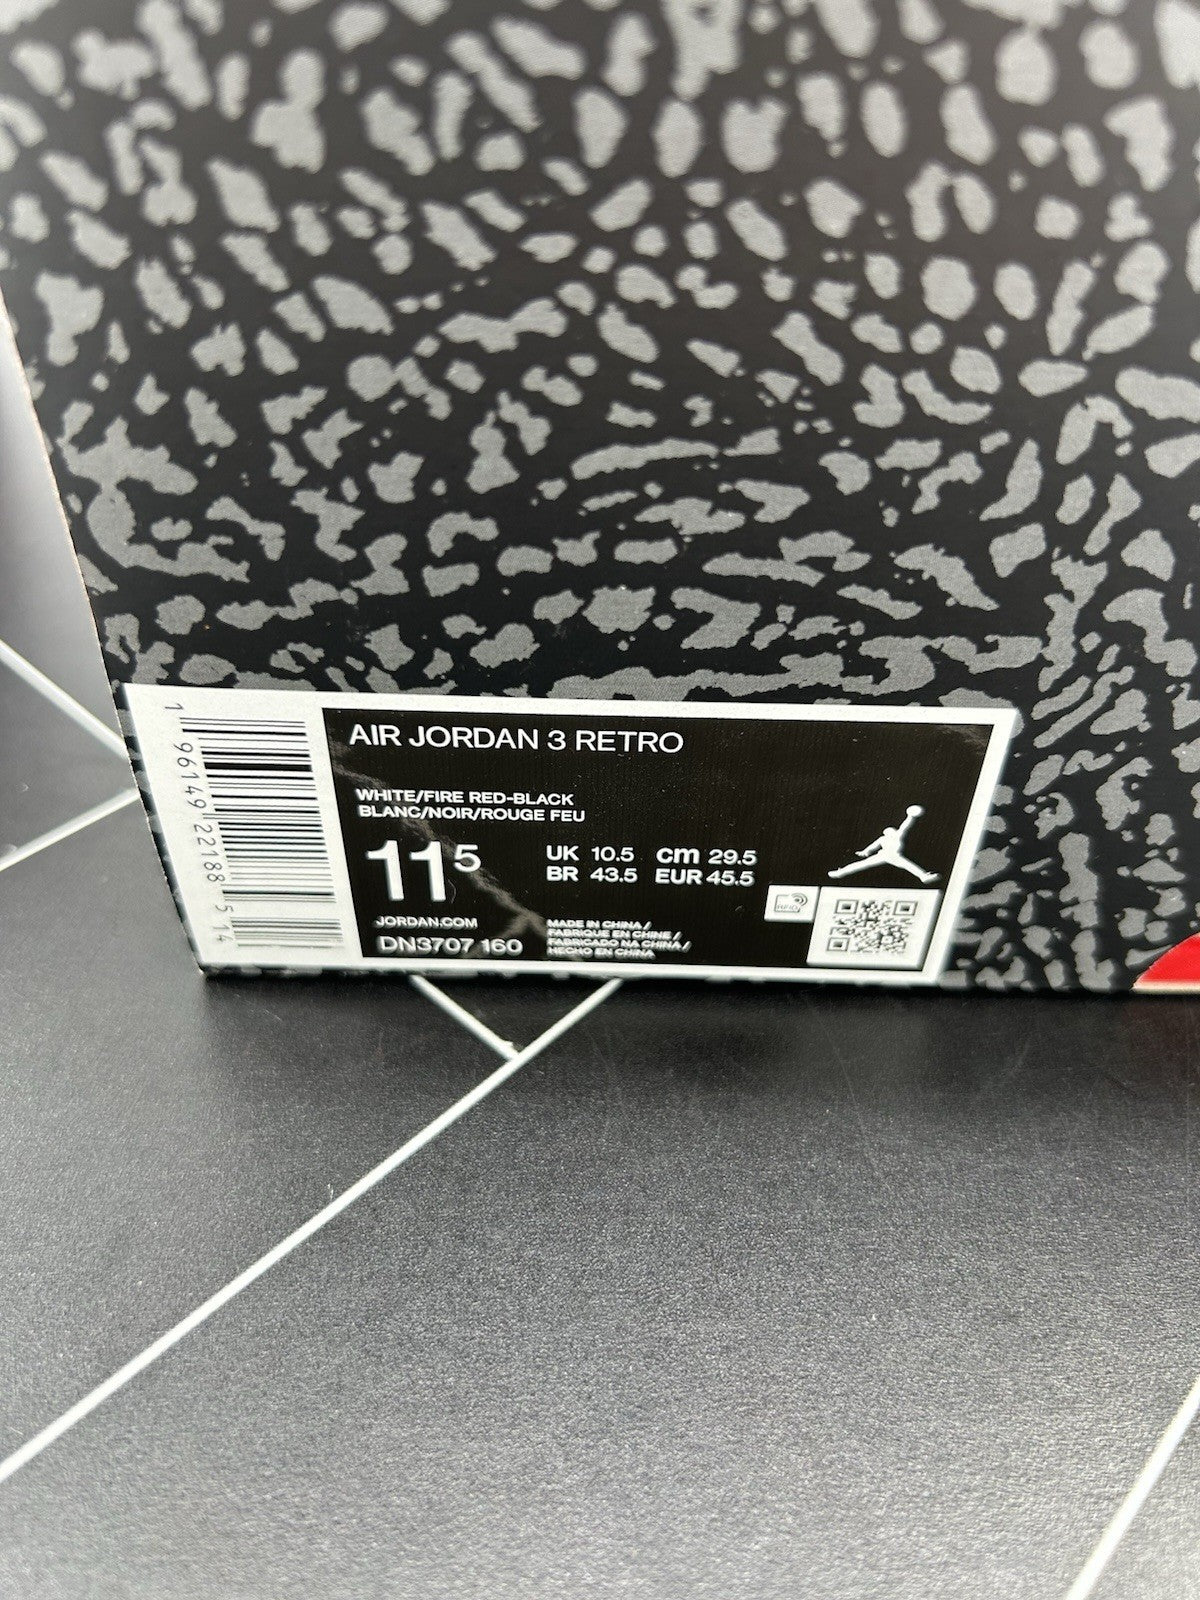 AIR JORDAN 3 RETRO
WHITE/FIRE RED-BLACK
BLANC/NOIR/ROUGE FEU
11 5
UK 10.5 cm 29.5
BR 43.5 EUR 45.5
JORDAN.COM
DN3707 160
MADE IN CHINA /
FABRIQUE EN CHINE /
FABRICADO NA CHINA /
HECHO EN CHINA
RFID
1 96149 22188 5 14